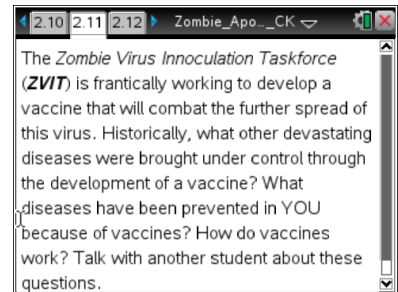 2.10 2.11 2.12 Zombie_Apo…_CK
The Zombie Virus Innoculation Taskforce
(ZVIT) is frantically working to develop a
vaccine that will combat the further spread of
this virus. Historically, what other devastating
diseases were brought under control through
the development of a vaccine? What
diseases have been prevented in YOU
because of vaccines? How do vaccines
work? Talk with another student about these
questions.